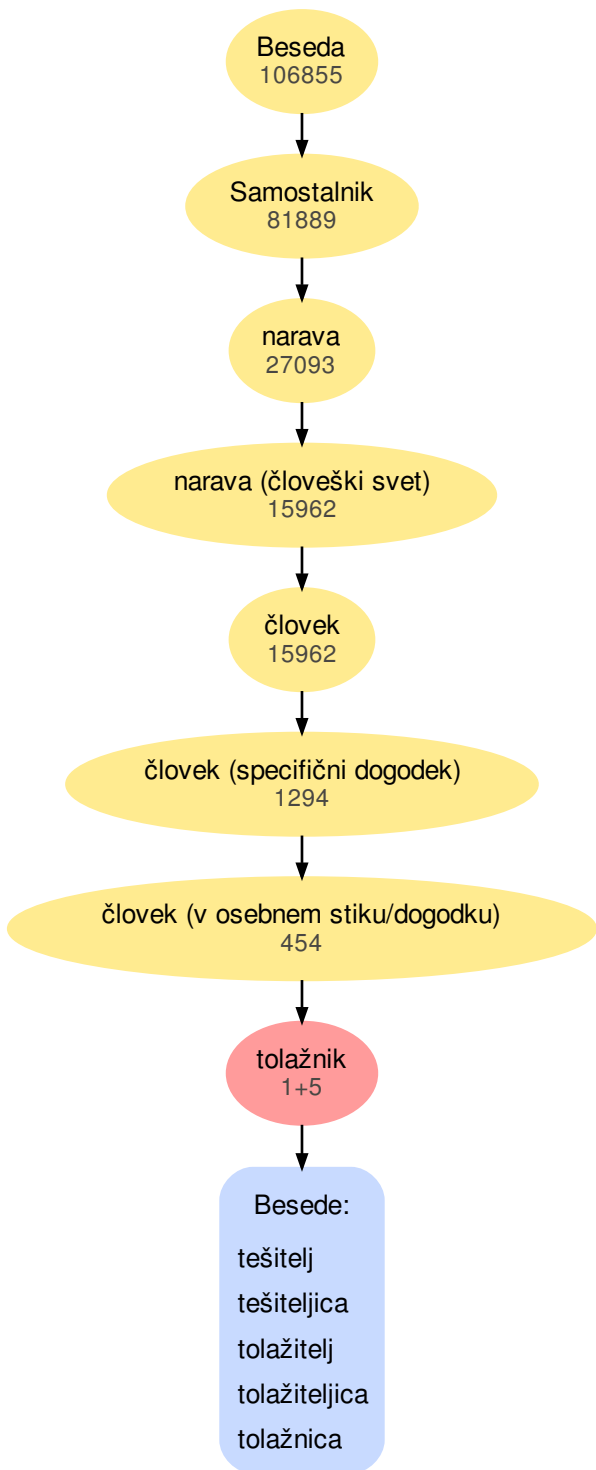 Beseda
106855
Samostalnik
81889
narava
27093
narava (človeški svet)
15962
človek
15962
človek (specifični dogodek)
1294
človek (v osebnem stiku/dogodku)
454
tolažnik
1+5
Besede:
tešitelj
tešiteljica
tolažitelj
tolažiteljica
tolažnica